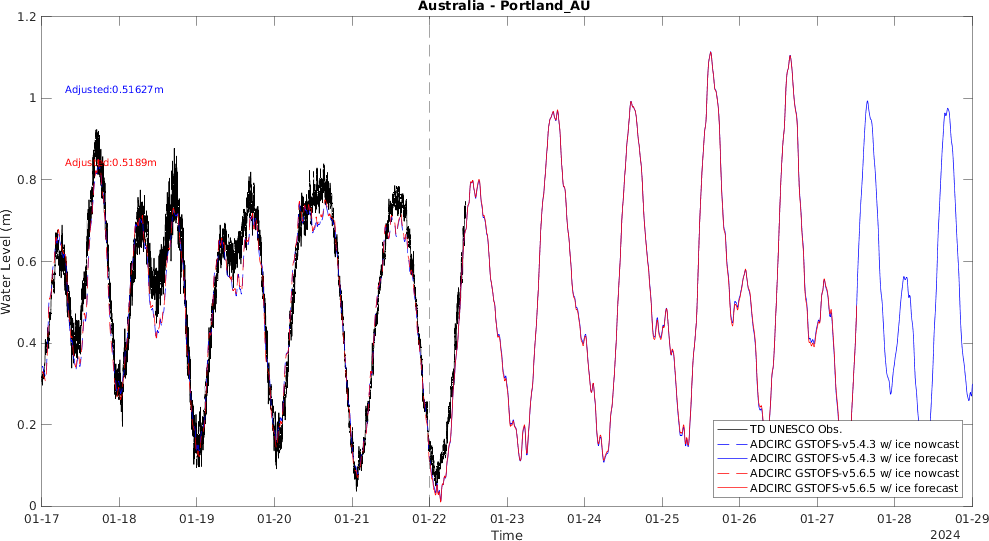 Australia - Portland_AU
1.2
1
0.8
0.6
0.4
0.2
0
Water Level (m)
Adjusted:0.51627m
Adjusted:0.5189m
TD UNESCO Obs.
ADCIRC GSTOFS-v5.4.3 w/ ice nowcast
ADCIRC GSTOFS-v5.4.3 w/ ice forecast
ADCIRC GSTOFS-v5.6.5 w/ ice nowcast
ADCIRC GSTOFS-v5.6.5 w/ ice forecast
01-17 01-18 01-19 01-20 01-21 01-22 01-23 01-24 01-25 01-26 01-27 01-28 01-29
Time
2024